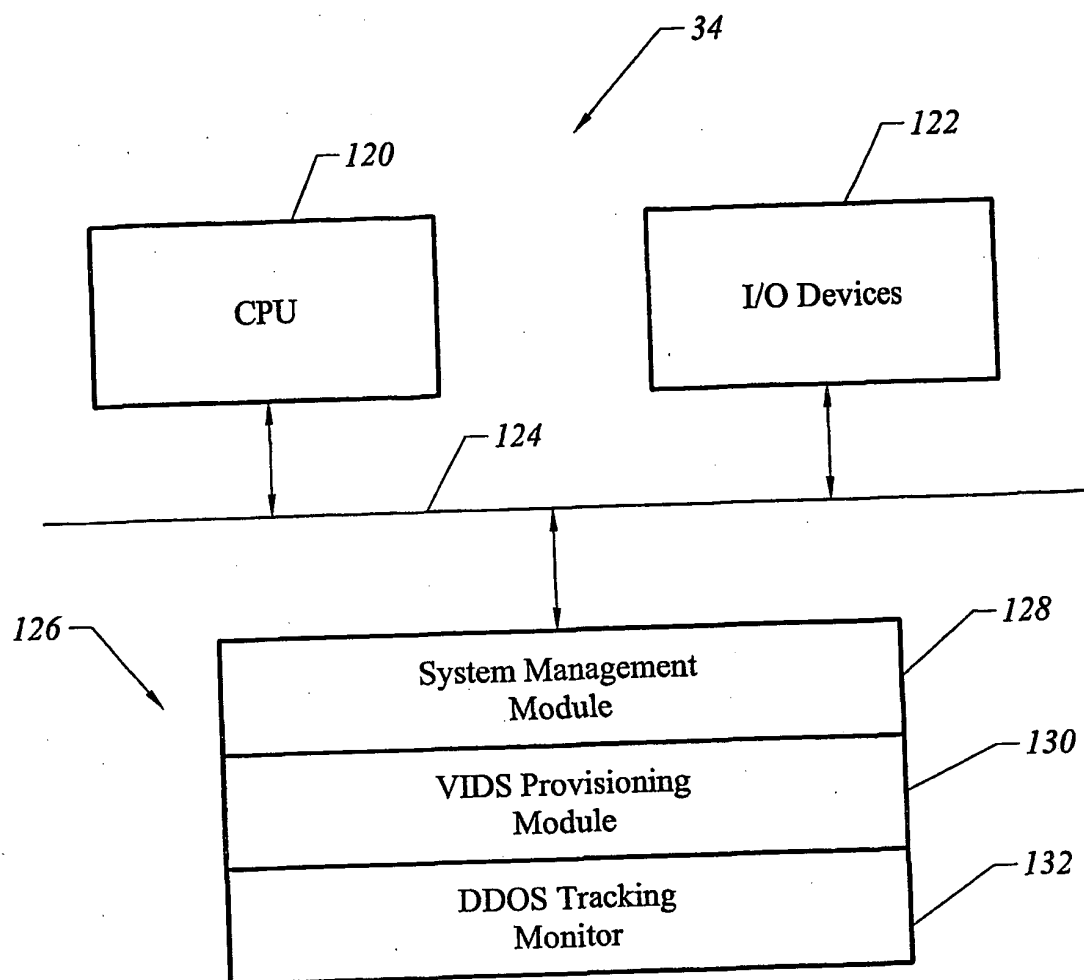 34
120
122
CPU
I/O Devices
124
126
128
System Management
Module
130
VIDS Provisioning
Module
132
DDOS Tracking
Monitor